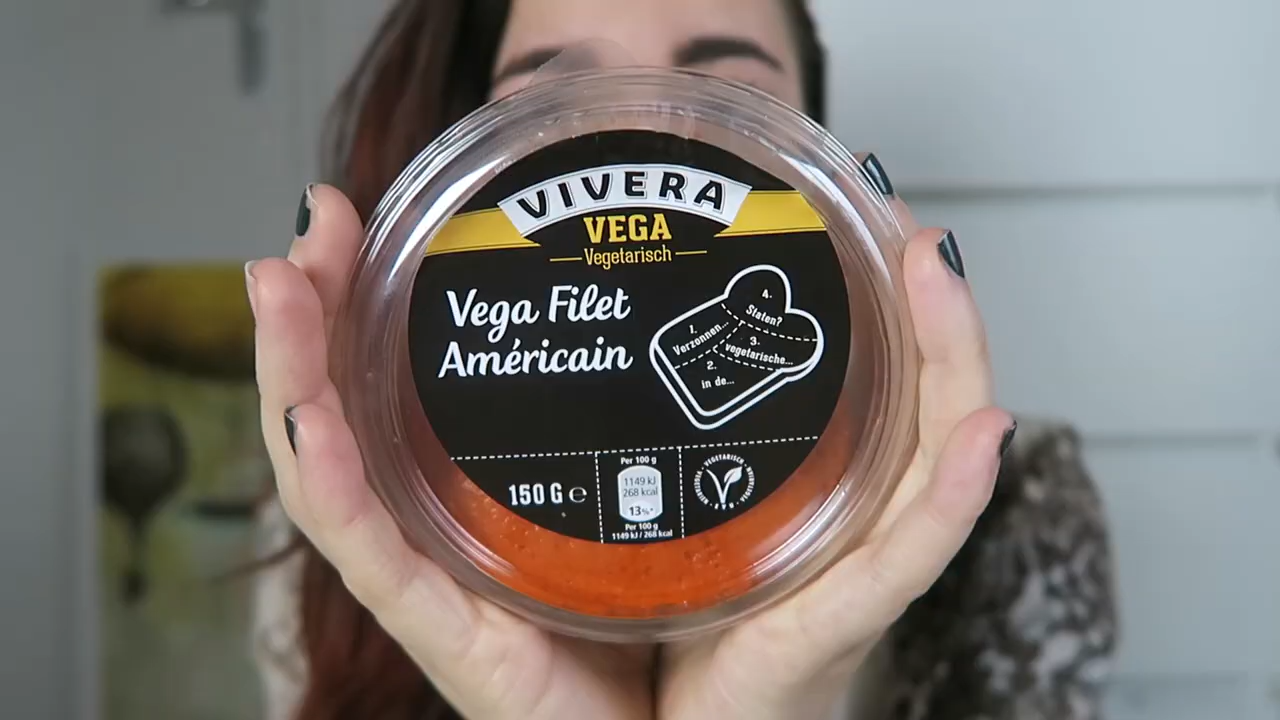 VIVERA
VEGA
Vegetarisch
Vega Filet
Américain
1.
Verzonnen...
2.
in de...
3.
vegetarische...
4.
Staten?
150 G e
Per 100 g
1149 kJ
268 kcal
13%*
Per 100 g
1149 kJ / 268 kcal
VEGETARISCH